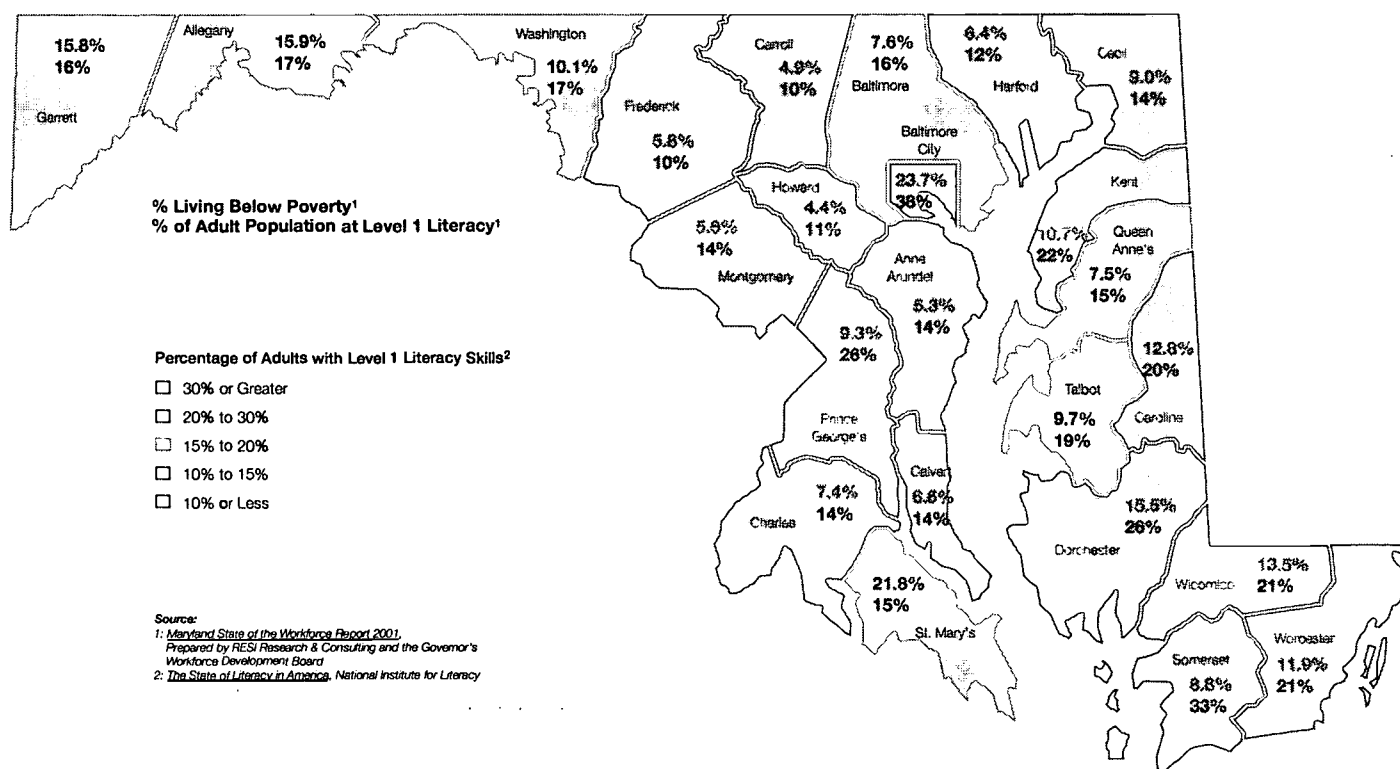 15.8%
16%
Garrett
Allegany
15.9%
17%
Washington
10.1%
17%
Frederick
5.8%
10%
Carroll
4.9%
10%
7.6%
16%
Baltimore
Baltimore
City
23.7%
38%
6.4%
12%
Harford
Cecil
9.0%
14%
Howard
4.4%
11%
Montgomery
14%
Anne
Arundel
5.3%
14%
Kent
10.7%
22%
Queen
Anne's
7.5%
15%
9.3%
26%
Prince
George's
Talbot
9.7%
19%
12.8%
20%
Caroline
Calvert
14%
7.4%
14%
Charles
21.8%
15%
St. Mary's
26%
Dorchester
Wicomico
13.5%
21%
Somerset
8.8%
33%
Worcester
11.9%
21%
% Living Below Poverty¹
% of Adult Population at Level 1 Literacy¹
Percentage of Adults with Level 1 Literacy Skills²
30% or Greater
20% to 30%
15% to 20%
10% to 15%
10% or Less
Source:
1: Maryland State of the Workforce Report 2001,
Prepared by RESI Research & Consulting and the Governor's
Workforce Development Board
2: The State of Literacy in America, National Institute for Literacy